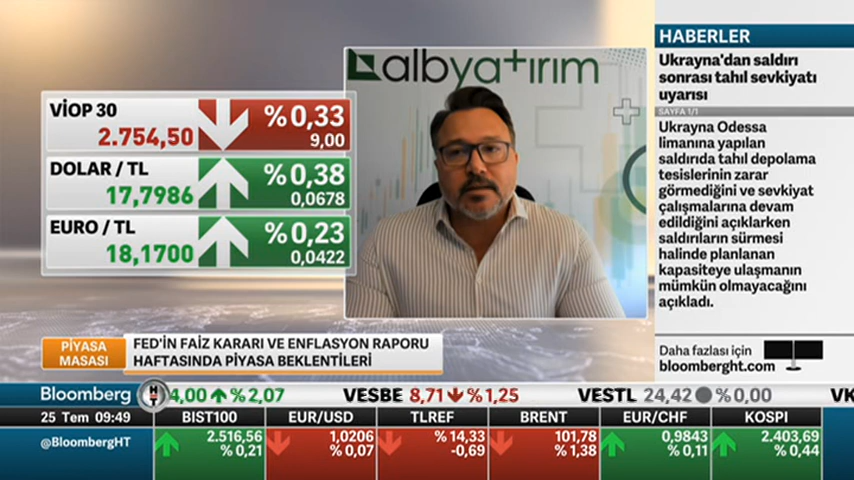 albyatırım
VİOP 30
2.754,50
%0,33
9,00
DOLAR / TL
17,7986
%0,38
0,0678
EURO / TL
18,1700
%0,23
0,0422
HABERLER
Ukrayna'dan saldırı
sonrası tahıl sevkiyatı
uyarısı
SAYFA 1/1
Ukrayna Odessa
limanına yapılan
saldırıda tahıl depolama
tesislerinin zarar
görmediğini ve sevkiyat
çalışmalarına devam
edildiğini açıklarken
saldırıların sürmesi
halinde planlanan
kapasiteye ulaşmanın
mümkün olmayacağını
açıkladı.
Daha fazlası için
bloomberght.com
PİYASA
MASASI
FED'İN FAİZ KARARI VE ENFLASYON RAPORU
HAFTASINDA PİYASA BEKLENTİLERİ
Bloomberg
4,00 %2,07 VESBE 8,71 %1,25 VESTL 24,42 %0,00 VK
25 Tem 09:49
@BloombergHT
BIST100
2.516,56
% 0,21
EUR/USD
1,0206
% 0,07
TLREF
% 14,33
-0,69
BRENT
101,78
% 1,38
EUR/CHF
0,9843
% 0,11
KOSPI
2.403,69
% 0,44